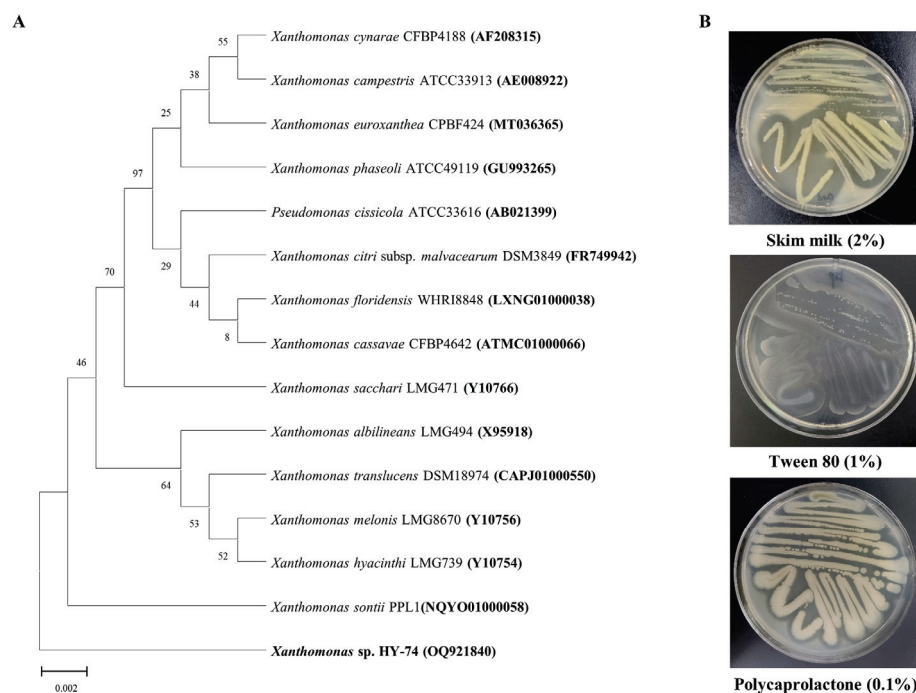 A
B
55
Xanthomonas cynarae CFBP4188 (AF208315)
38
Xanthomonas campestris ATCC33913 (AE008922)
25
Xanthomonas euroxanthea CPBF424 (MT036365)
97
Xanthomonas phaseoli ATCC49119 (GU993265)
Pseudomonas cissicola ATCC33616 (AB021399)
70
29
Xanthomonas citri subsp. malvacearum DSM3849 (FR749942)
44
Xanthomonas floridensis WHRI8848 (LXNG01000038)
8
Xanthomonas cassavae CFBP4642 (ATMC01000066)
46
Xanthomonas sacchari LMG471 (Y10766)
Xanthomonas albilineans LMG494 (X95918)
64
Xanthomonas translucens DSM18974 (CAPJ01000550)
53
Xanthomonas melonis LMG8670 (Y10756)
52
Xanthomonas hyacinthi LMG739 (Y10754)
Xanthomonas sontii PPL1(NQYO01000058)
Xanthomonas sp. HY-74 (OQ921840)
0.002
Skim milk (2%)
Tween 80 (1%)
Polycaprolactone (0.1%)